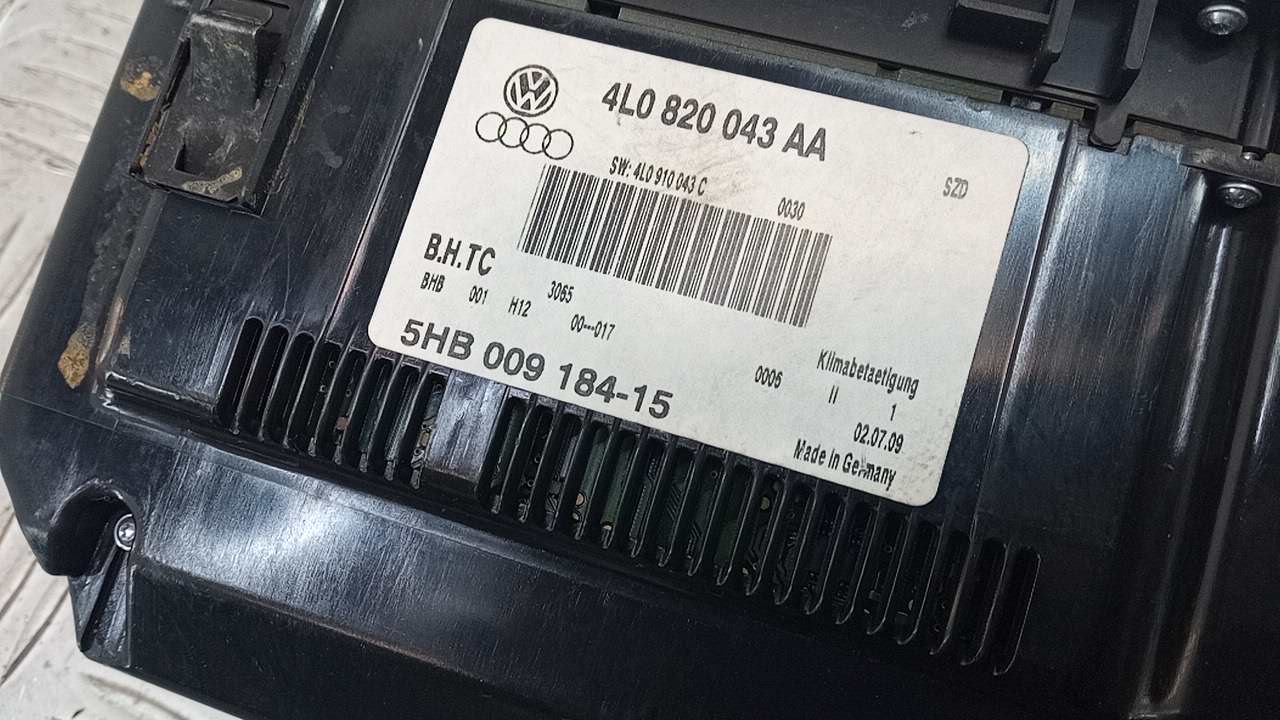 VW
4L0 820 043 AA
SW: 4L0 910 043 C
0030
SZD
B.H.TC
BHB 001 H12
3065
00---017
5HB 009 184-15
0006
Klimabetaetigung
II 1
02.07.09
Made in Germany